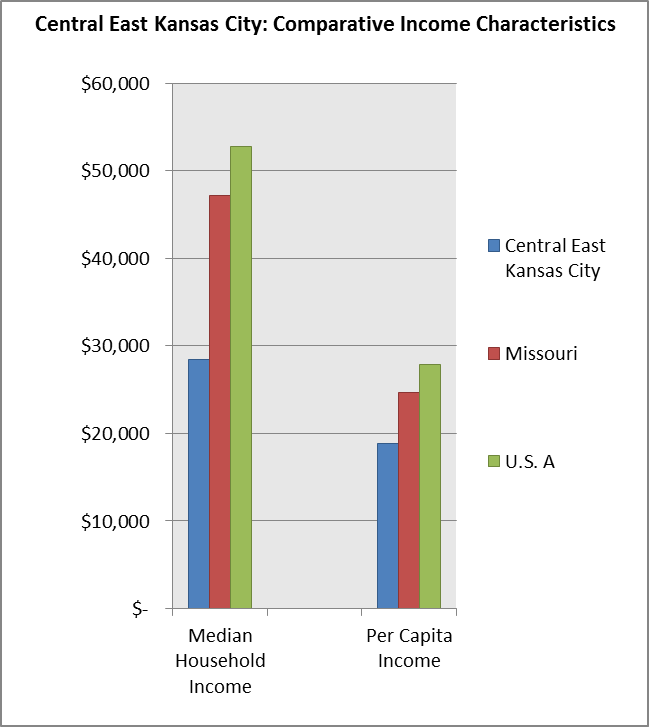 Central East Kansas City: Comparative Income Characteristics
$60,000
$50,000
$40,000
$30,000
$20,000
$10,000
$-
Median
Household
Income
Per Capita
Income
Central East
Kansas City
Missouri
U.S. A